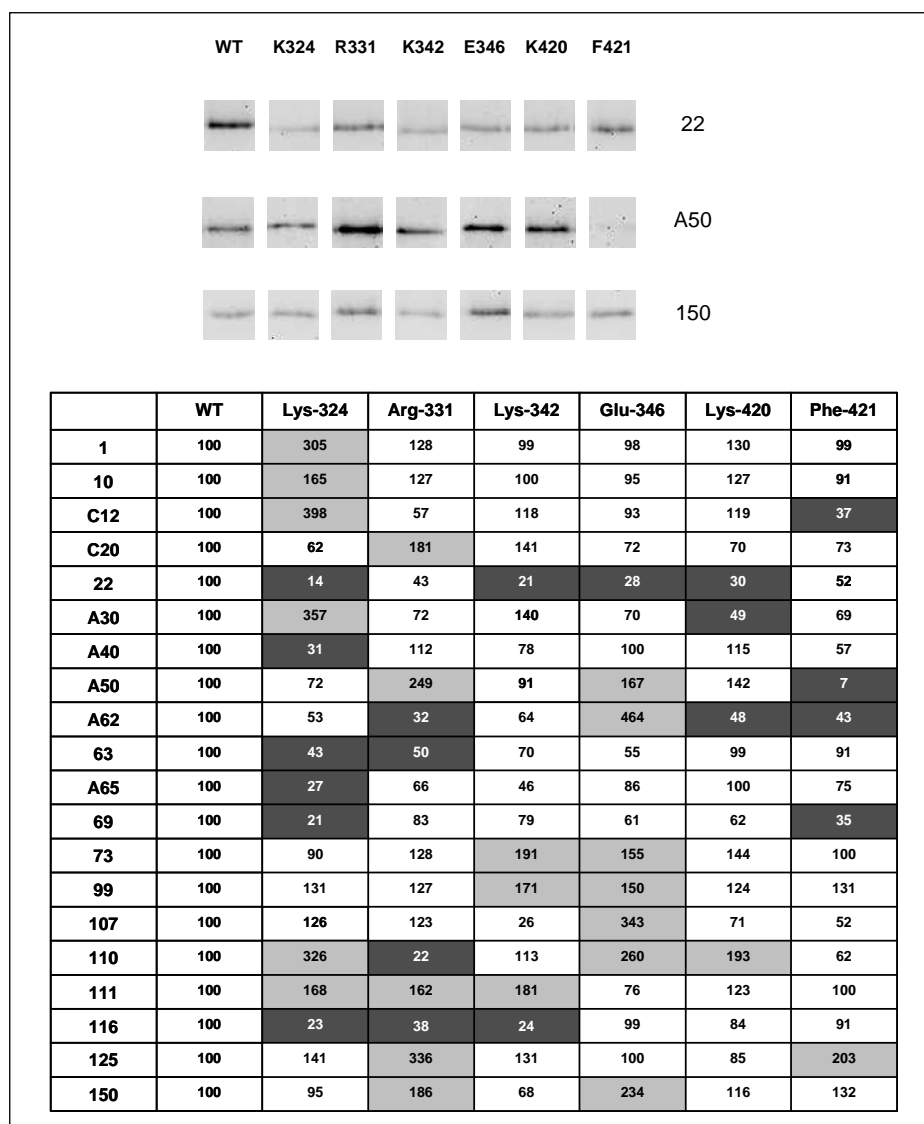 WT K324 R331 K342 E346 K420 F421
22
A50
150
WT Lys-324 Arg-331 Lys-342 Glu-346 Lys-420 Phe-421
1 100 305 128 99 98 130 99
10 100 165 127 100 95 127 91
C12 100 398 57 118 93 119 37
C20 100 62 181 141 72 70 73
22 100 14 43 21 28 30 52
A30 100 357 72 140 70 49 69
A40 100 31 112 78 100 115 57
A50 100 72 249 91 167 142 7
A62 100 53 32 64 464 48 43
63 100 43 50 70 55 99 91
A65 100 27 66 46 86 100 75
69 100 21 83 79 61 62 35
73 100 90 128 191 155 144 100
99 100 131 127 171 150 124 131
107 100 126 123 26 343 71 52
110 100 326 22 113 260 193 62
111 100 168 162 181 76 123 100
116 100 23 38 24 99 84 91
125 100 141 336 131 100 85 203
150 100 95 186 68 234 116 132